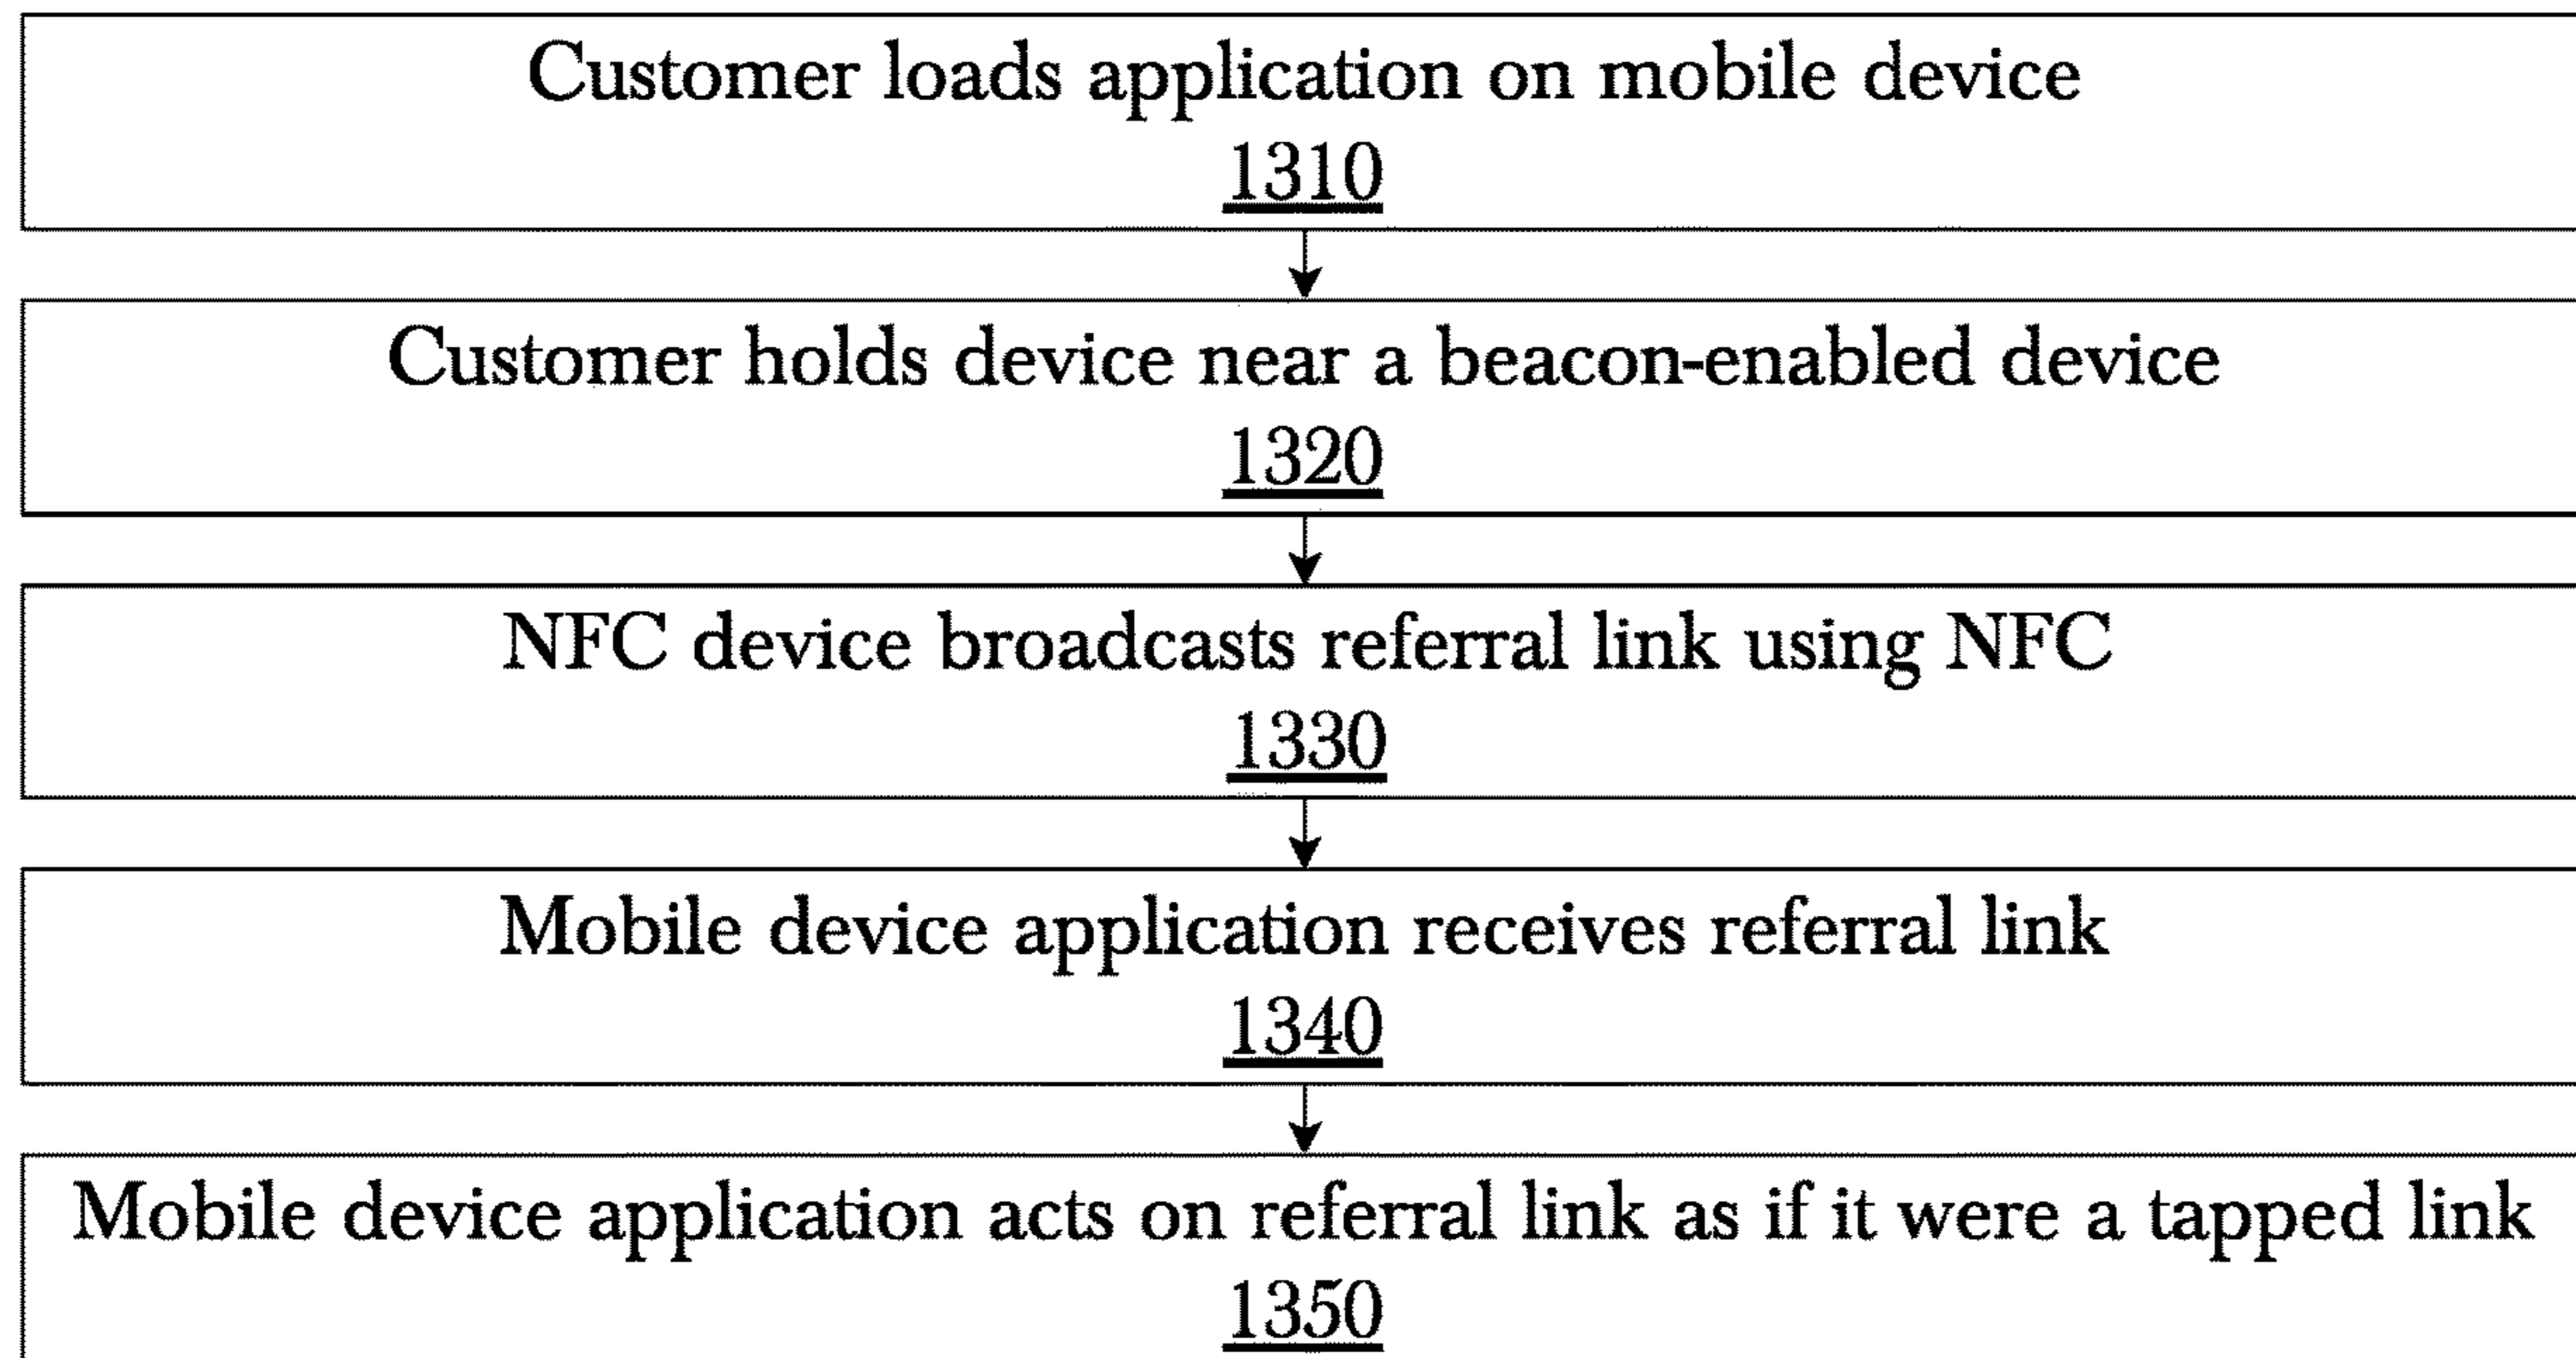 Customer loads application on mobile device
1310
Customer holds device near a beacon-enabled device
1320
NFC device broadcasts referral link using NFC
1330
Mobile device application receives referral link
1340
Mobile device application acts on referral link as if it were a tapped link
1350